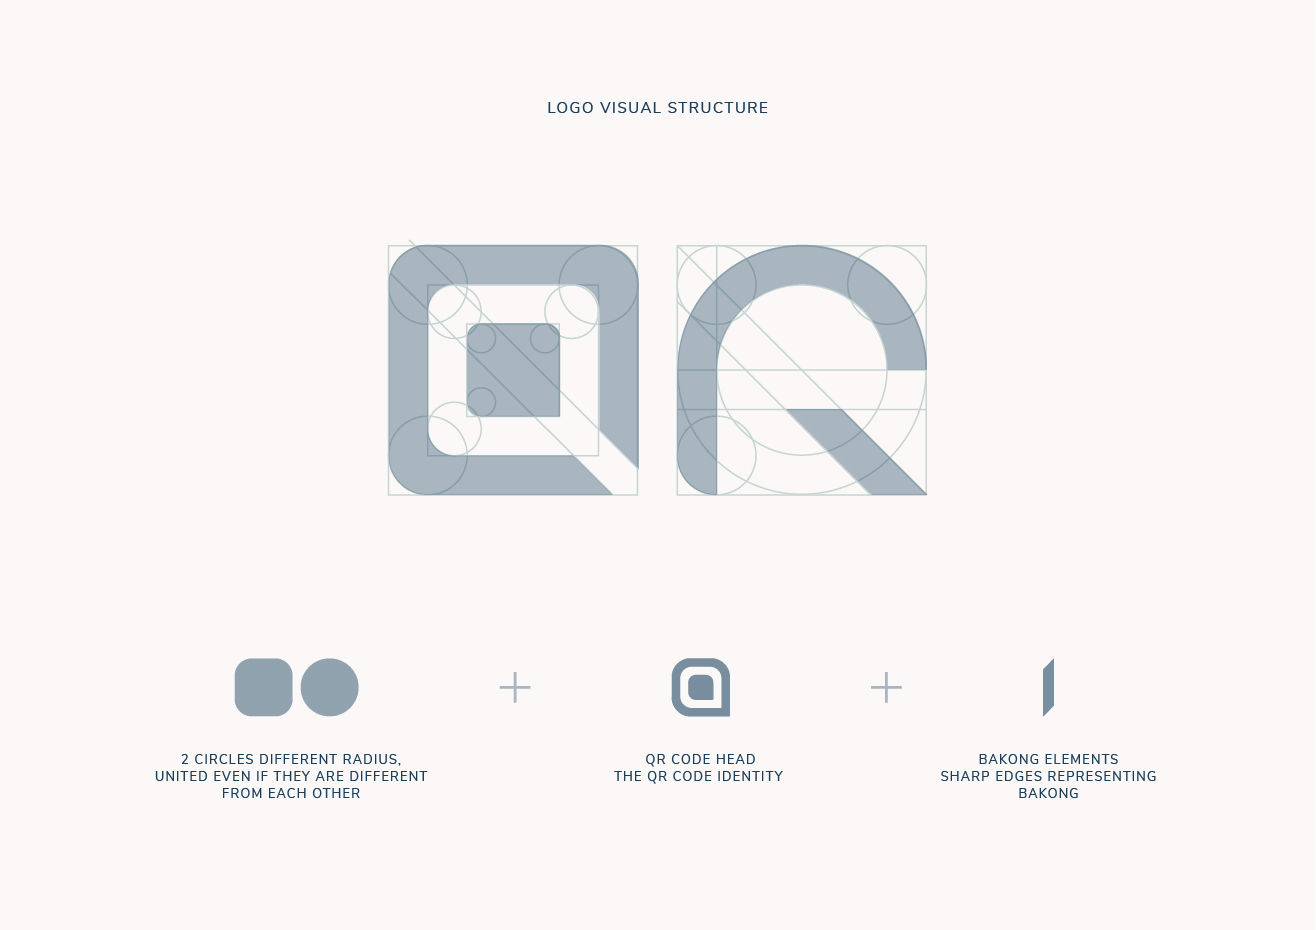 LOGO VISUAL STRUCTURE
QR
2 CIRCLES DIFFERENT RADIUS,
UNITED EVEN IF THEY ARE DIFFERENT
FROM EACH OTHER
QR CODE HEAD
THE QR CODE IDENTITY
BAKONG ELEMENTS
SHARP EDGES REPRESENTING
BAKONG